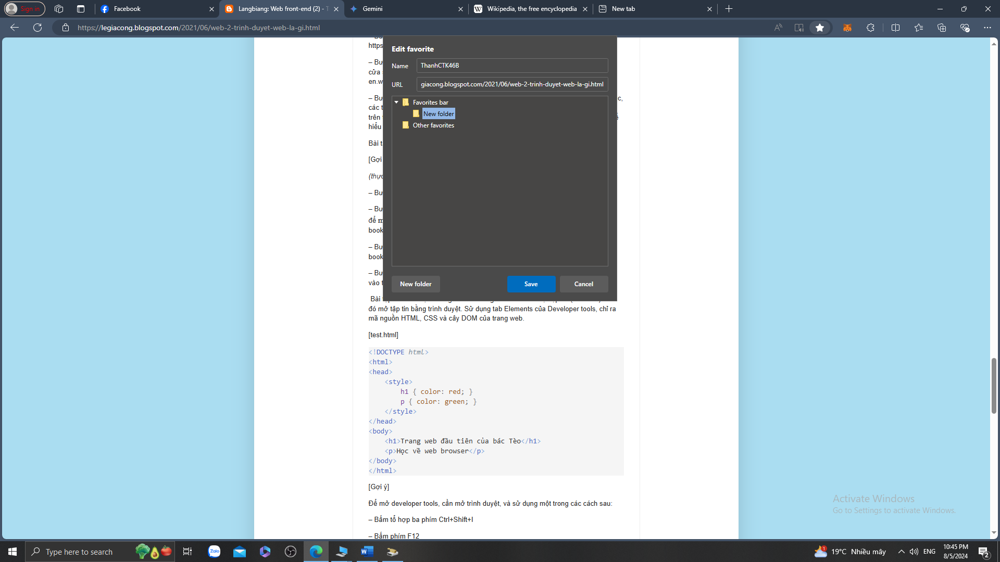 Sign in
Facebook
Langbiang: Web front-end (2) - T
Gemini
Wikipedia, the free encyclopedia
New tab
https://legiacong.blogspot.com/2021/06/web-2-trinh-duyet-web-la-gi.html
https
cửa
en.w
c,
các t
trên
hiểu
Bài t
[Gợi
để m
book
book
vào t
Edit favorite
Name
ThanhCTK46B
URL
giacong.blogspot.com/2021/06/web-2-trinh-duyet-web-la-gi.html
Favorites bar
New folder
Other favorites
New folder
Save
Cancel
Bài
đó mở tập tin bằng trình duyệt. Sử dụng tab Elements của Developer tools, chỉ ra
mã nguồn HTML, CSS và cây DOM của trang web.
[test.html]
<!DOCTYPE html>
<html>
<head>
<style>
h1 { color: red; }
p { color: green; }
</style>
</head>
<body>
<h1>Trang web đầu tiên của bác Tèo</h1>
<p>Học về web browser</p>
</body>
</html>
[Gợi ý]
Để mở developer tools, cần mở trình duyệt, và sử dụng một trong các cách sau:
– Bấm tổ hợp ba phím Ctrl+Shift+I
– Bấm phím F12
Activate Windows
Go to Settings to activate Windows.
Type here to search
Zalo
1
19°C Nhiều mây
ENG
10:45 PM
8/5/2024
2